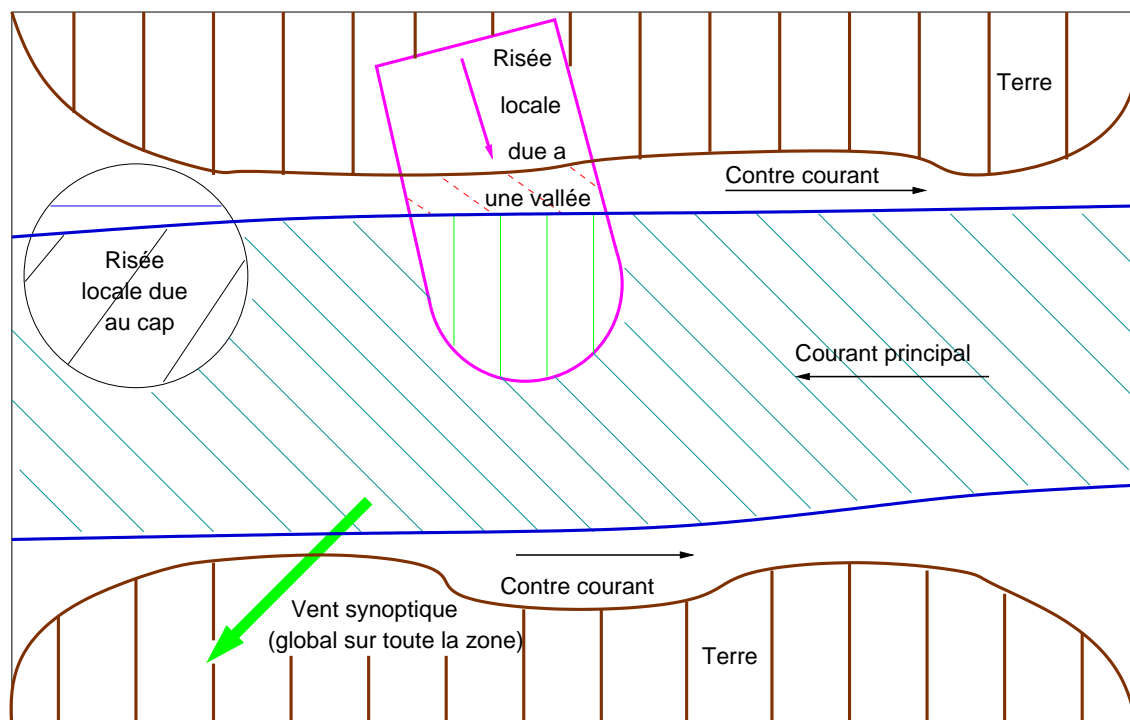 Risée
locale
due a
une vallée
Terre
Contre courant
Risée
locale due
au cap
Courant principal
Contre courant
Vent synoptique
(global sur toute la zone)
Terre